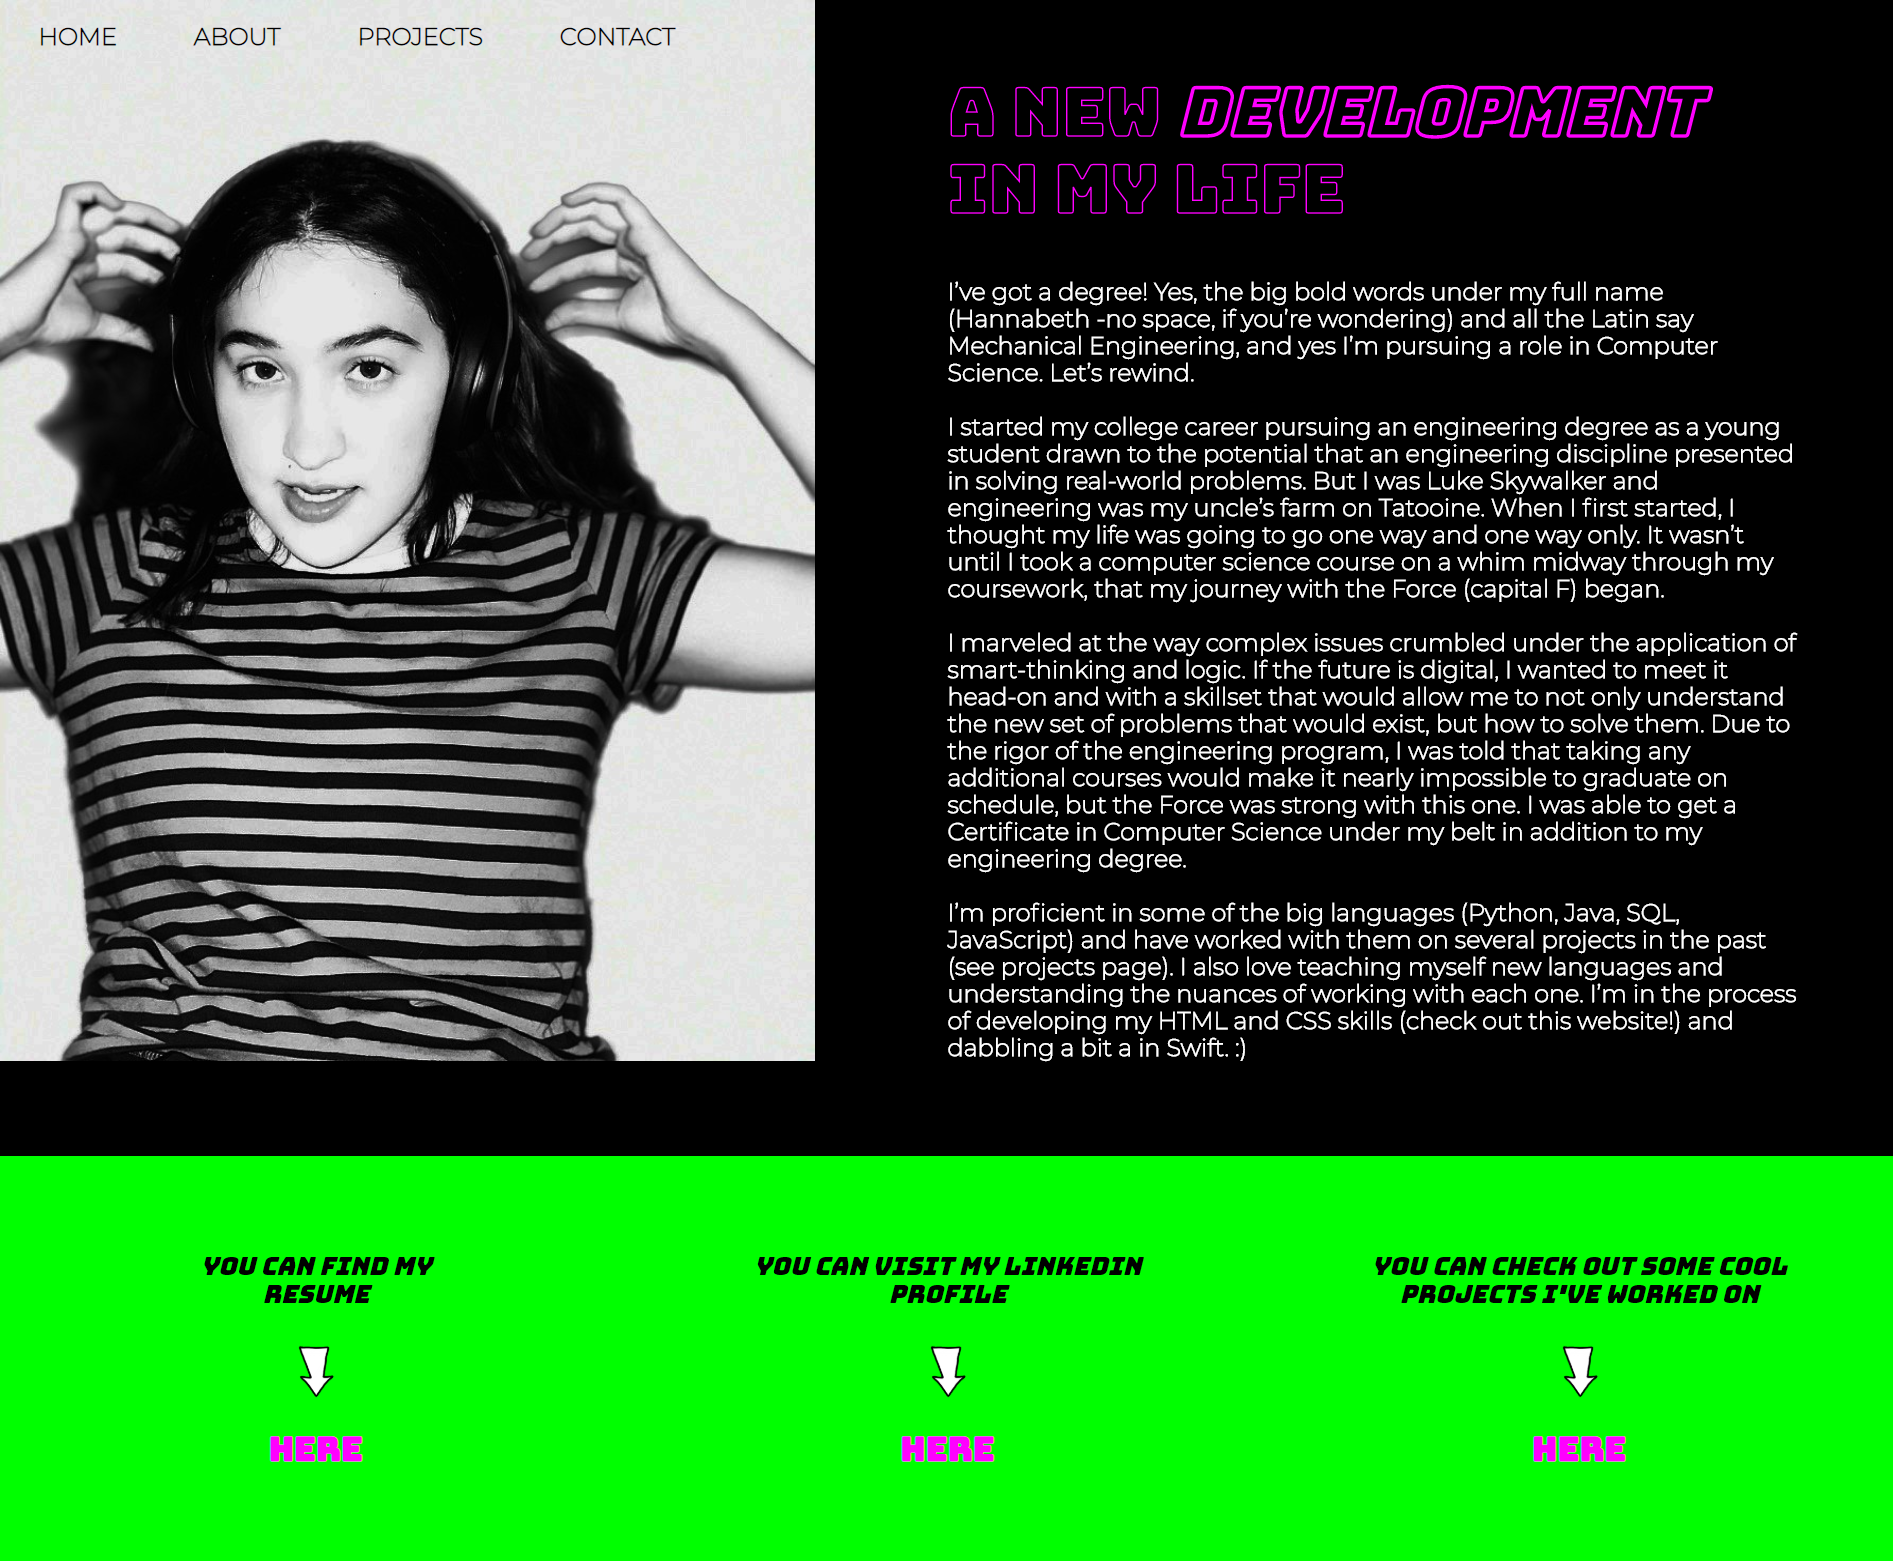 HOME ABOUT PROJECTS CONTACT
A NEW DEVELOPMENT
IN MY LIFE
I’ve got a degree! Yes, the big bold words under my full name
(Hannabeth -no space, if you’re wondering) and all the Latin say
Mechanical Engineering, and yes I’m pursuing a role in Computer
Science. Let’s rewind.
I started my college career pursuing an engineering degree as a young
student drawn to the potential that an engineering discipline presented
in solving real-world problems. But I was Luke Skywalker and
engineering was my uncle’s farm on Tatooine. When I first started, I
thought my life was going to go one way and one way only. It wasn’t
until I took a computer science course on a whim midway through my
coursework, that my journey with the Force (capital F) began.
I marveled at the way complex issues crumbled under the application of
smart-thinking and logic. If the future is digital, I wanted to meet it
head-on and with a skillset that would allow me to not only understand
the new set of problems that would exist, but how to solve them. Due to
the rigor of the engineering program, I was told that taking any
additional courses would make it nearly impossible to graduate on
schedule, but the Force was strong with this one. I was able to get a
Certificate in Computer Science under my belt in addition to my
engineering degree.
I’m proficient in some of the big languages (Python, Java, SQL,
JavaScript) and have worked with them on several projects in the past
(see projects page). I also love teaching myself new languages and
understanding the nuances of working with each one. I’m in the process
of developing my HTML and CSS skills (check out this website!) and
dabbling a bit a in Swift. :)
YOU CAN FIND MY
RESUME
HERE
YOU CAN VISIT MY LINKEDIN
PROFILE
HERE
YOU CAN CHECK OUT SOME COOL
PROJECTS I'VE WORKED ON
HERE